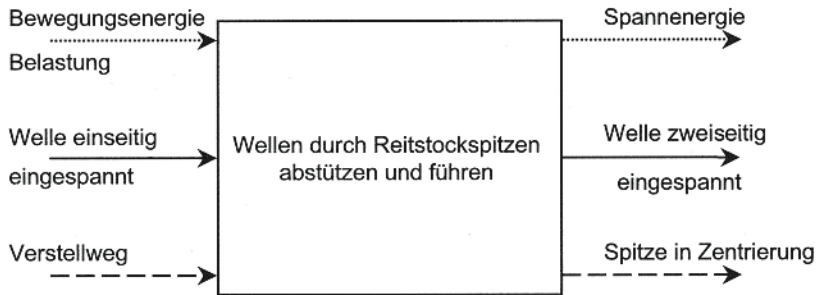 Bewegungsenergie
Belastung
Welle einseitig
eingespannt
Verstellweg
Wellen durch Reitstockspitzen
abstützen und führen
Spannenergie
Welle zweiseitig
eingespannt
Spitze in Zentrierung